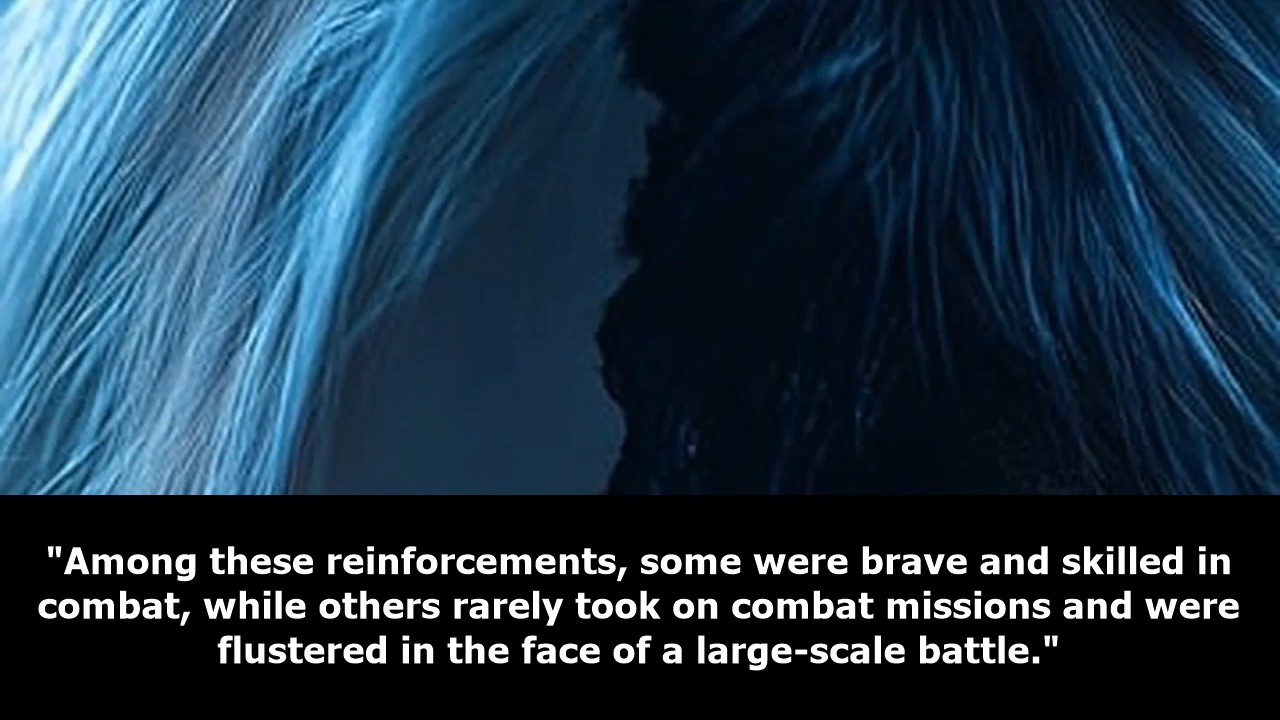 "Among these reinforcements, some were brave and skilled in
combat, while others rarely took on combat missions and were
flustered in the face of a large-scale battle."